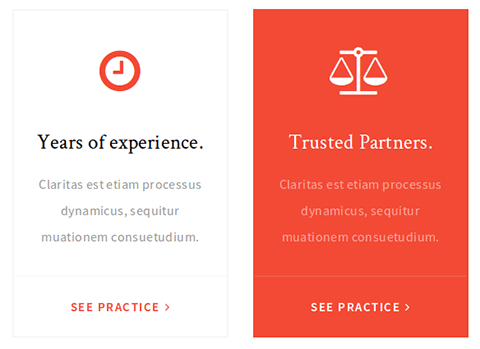 Years of experience.
Claritas est etiam processus
dynamicus, sequitur
muationem consuetudium.
SEE PRACTICE >
Trusted Partners.
Claritas est etiam processus
dynamicus, sequitur
muationem consuetudium.
SEE PRACTICE >